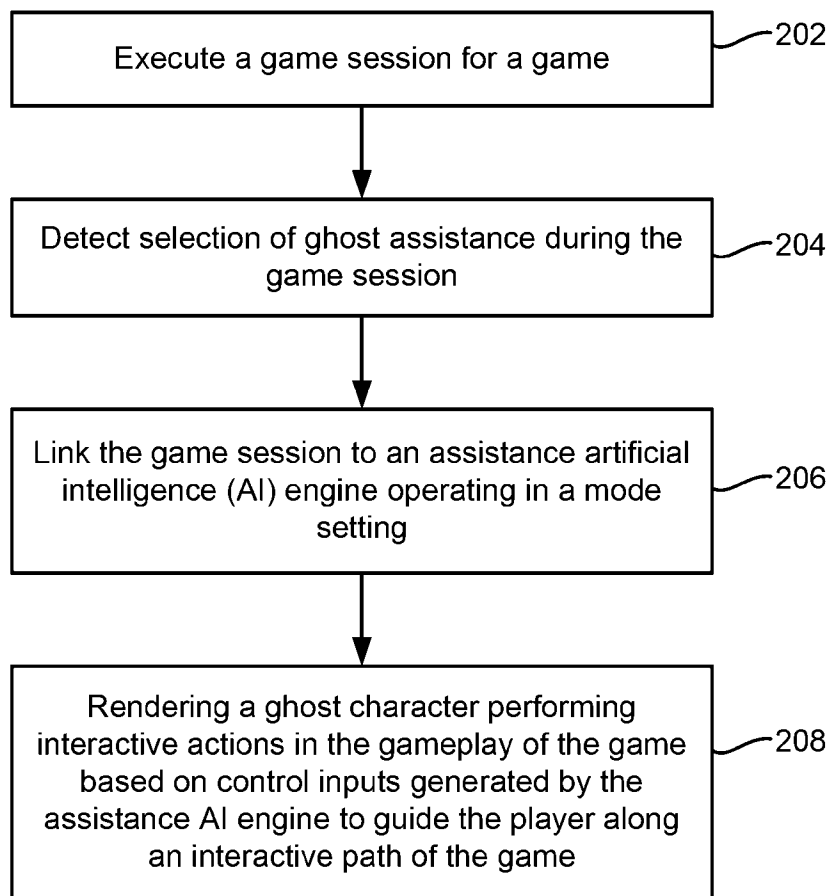 Execute a game session for a game
202
Detect selection of ghost assistance during the
game session
204
Link the game session to an assistance artificial
intelligence (AI) engine operating in a mode
setting
206
Rendering a ghost character performing
interactive actions in the gameplay of the game
based on control inputs generated by the
assistance AI engine to guide the player along
an interactive path of the game
208